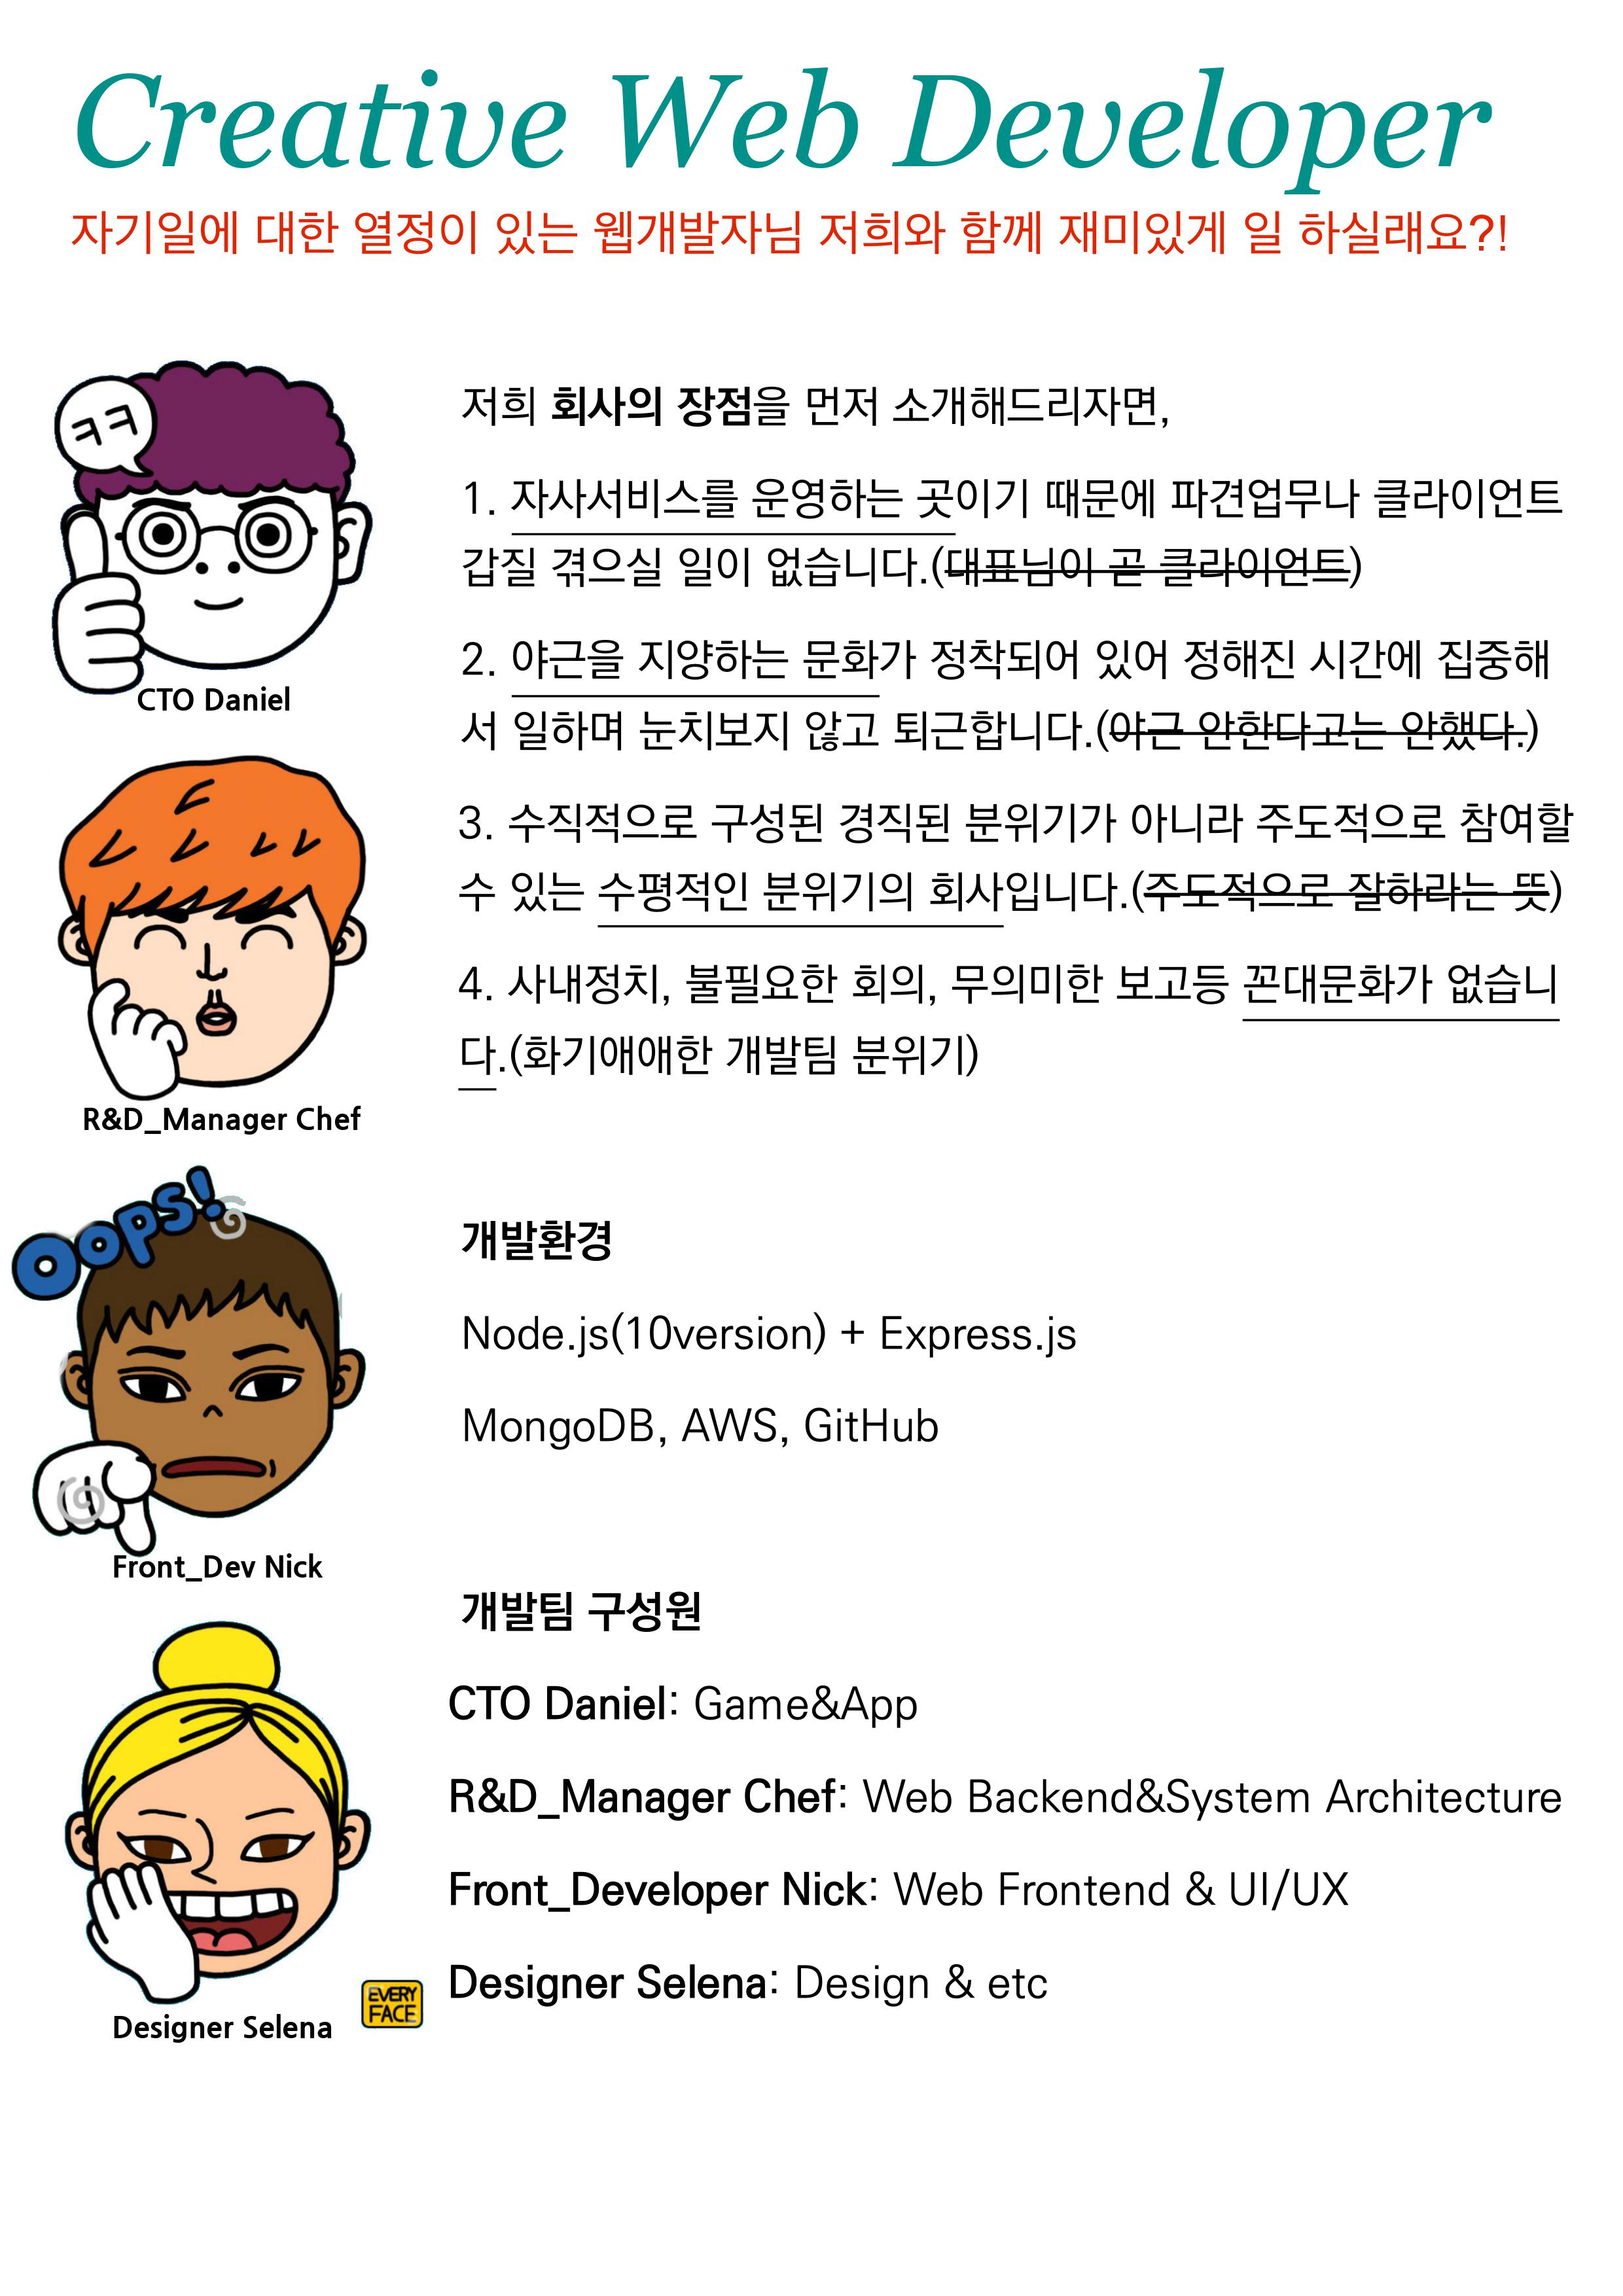 Creative Web Developer
자기일에 대한 열정이 있는 웹개발자님 저희와 함께 재미있게 일 하실래요?!
ㅋㅋ
CTO Daniel
저희 회사의 장점을 먼저 소개해드리자면,
1. 자사서비스를 운영하는 곳이기 때문에 파견업무나 클라이언트
갑질 겪으실 일이 없습니다.(대표님이 곧 클라이언트)
2. 야근을 지양하는 문화가 정착되어 있어 정해진 시간에 집중해
서 일하며 눈치보지 않고 퇴근합니다.(야근 안한다고는 안했다.)
3. 수직적으로 구성된 경직된 분위기가 아니라 주도적으로 참여할
수 있는 수평적인 분위기의 회사입니다.(주도적으로 잘하라는 뜻)
4. 사내정치, 불필요한 회의, 무의미한 보고등 꼰대문화가 없습니
다.(화기애애한 개발팀 분위기)
R&D_Manager Chef
Oops!
Front_Dev Nick
개발환경
Node.js(10version) + Express.js
MongoDB, AWS, GitHub
개발팀 구성원
CTO Daniel: Game&App
R&D_Manager Chef: Web Backend&System Architecture
Front_Developer Nick: Web Frontend & UI/UX
Designer Selena: Design & etc
EVERY
FACE
Designer Selena